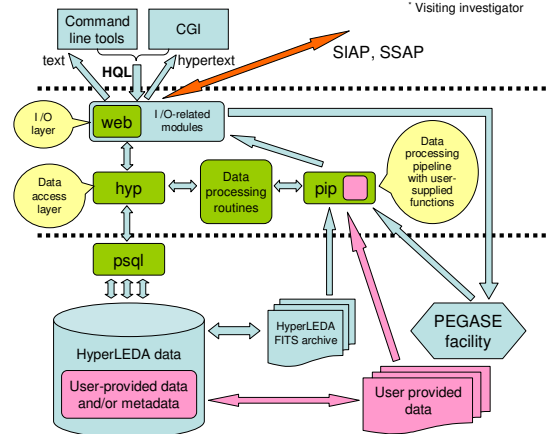 * Visiting investigator
Command
line tools
CGI
text
HQL
hypertext
SIAP, SSAP
I/O
layer
web
I/O-related
modules
Data
processing
pipeline
with user-
supplied
functions
Data
access
layer
hyp
Data
processing
routines
pip
psql
HyperLEDA data
HyperLEDA
FITS archive
PEGASE
facility
User-provided data
and/or metadata
User provided
data